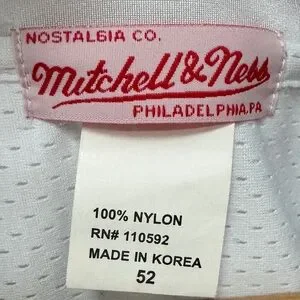 NOSTALGIA CO.
Mitchell & Ness
PHILADELPHIA, PA
100% NYLON
RN# 110592
MADE IN KOREA
52